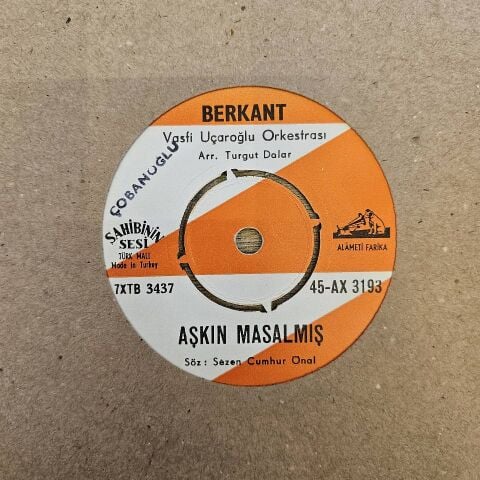 BERKANT
Vasfi Uçaroğlu Orkestrası
Arr. Turgut Dalar
ÇOBANOĞLU
SAHİBİNİN
SESİ
TÜRK MALI
Made in Turkey
ALÂMETİ FARİKA
7XTB 3437
45-AX 3193
AŞKIN MASALMIŞ
Söz : Sezen Cumhur Önal